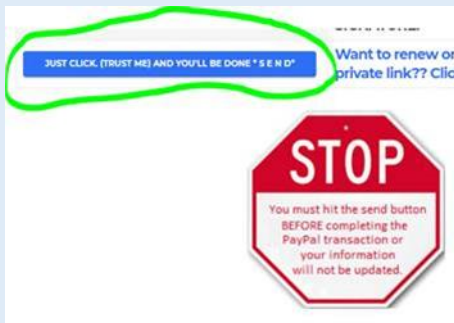 JUST CLICK. (TRUST ME) AND YOU'LL BE DONE " S E N D"
Want to renew or
private link?? Clic
STOP
You must hit the send button
BEFORE completing the
PayPal transaction or
your information
will not be updated.